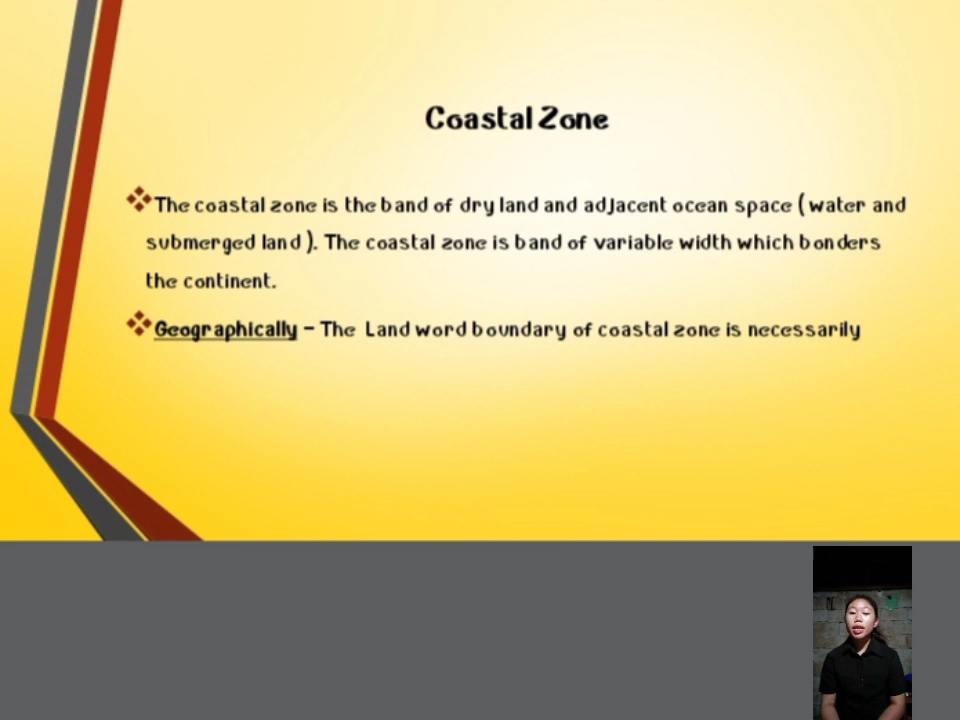 Coastal Zone
The coastal zone is the band of dry land and adjacent ocean space ( water and
submerged land ). The coastal zone is band of variable width which bonders
the continent.
Geographically – The Land word boundary of coastal zone is necessarily